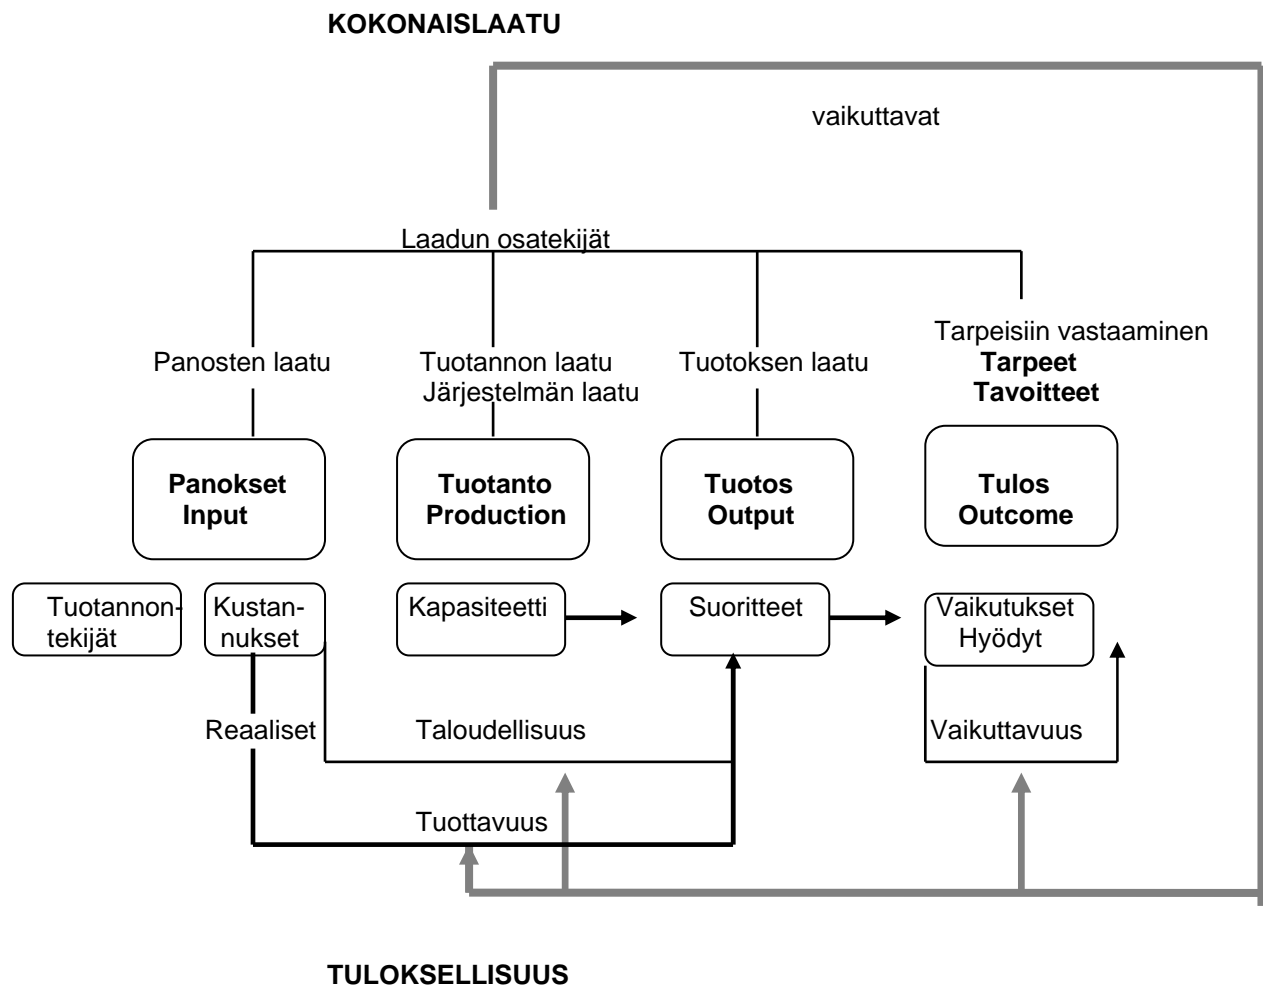 KOKONAISLAATU
vaikuttavat
Laadun osatekijät
Panosten laatu
Tuotannon laatu
Järjestelmän laatu
Tuotoksen laatu
Tarpeisiin vastaaminen
Tarpeet
Tavoitteet
Panokset
Input
Tuotanto
Production
Tuotos
Output
Tulos
Outcome
Tuotannon-
tekijät
Kustan-
nukset
Kapasiteetti
Suoritteet
Vaikutukset
Hyödyt
Reaaliset
Taloudellisuus
Vaikuttavuus
Tuottavuus
TULOKSELLISUUS